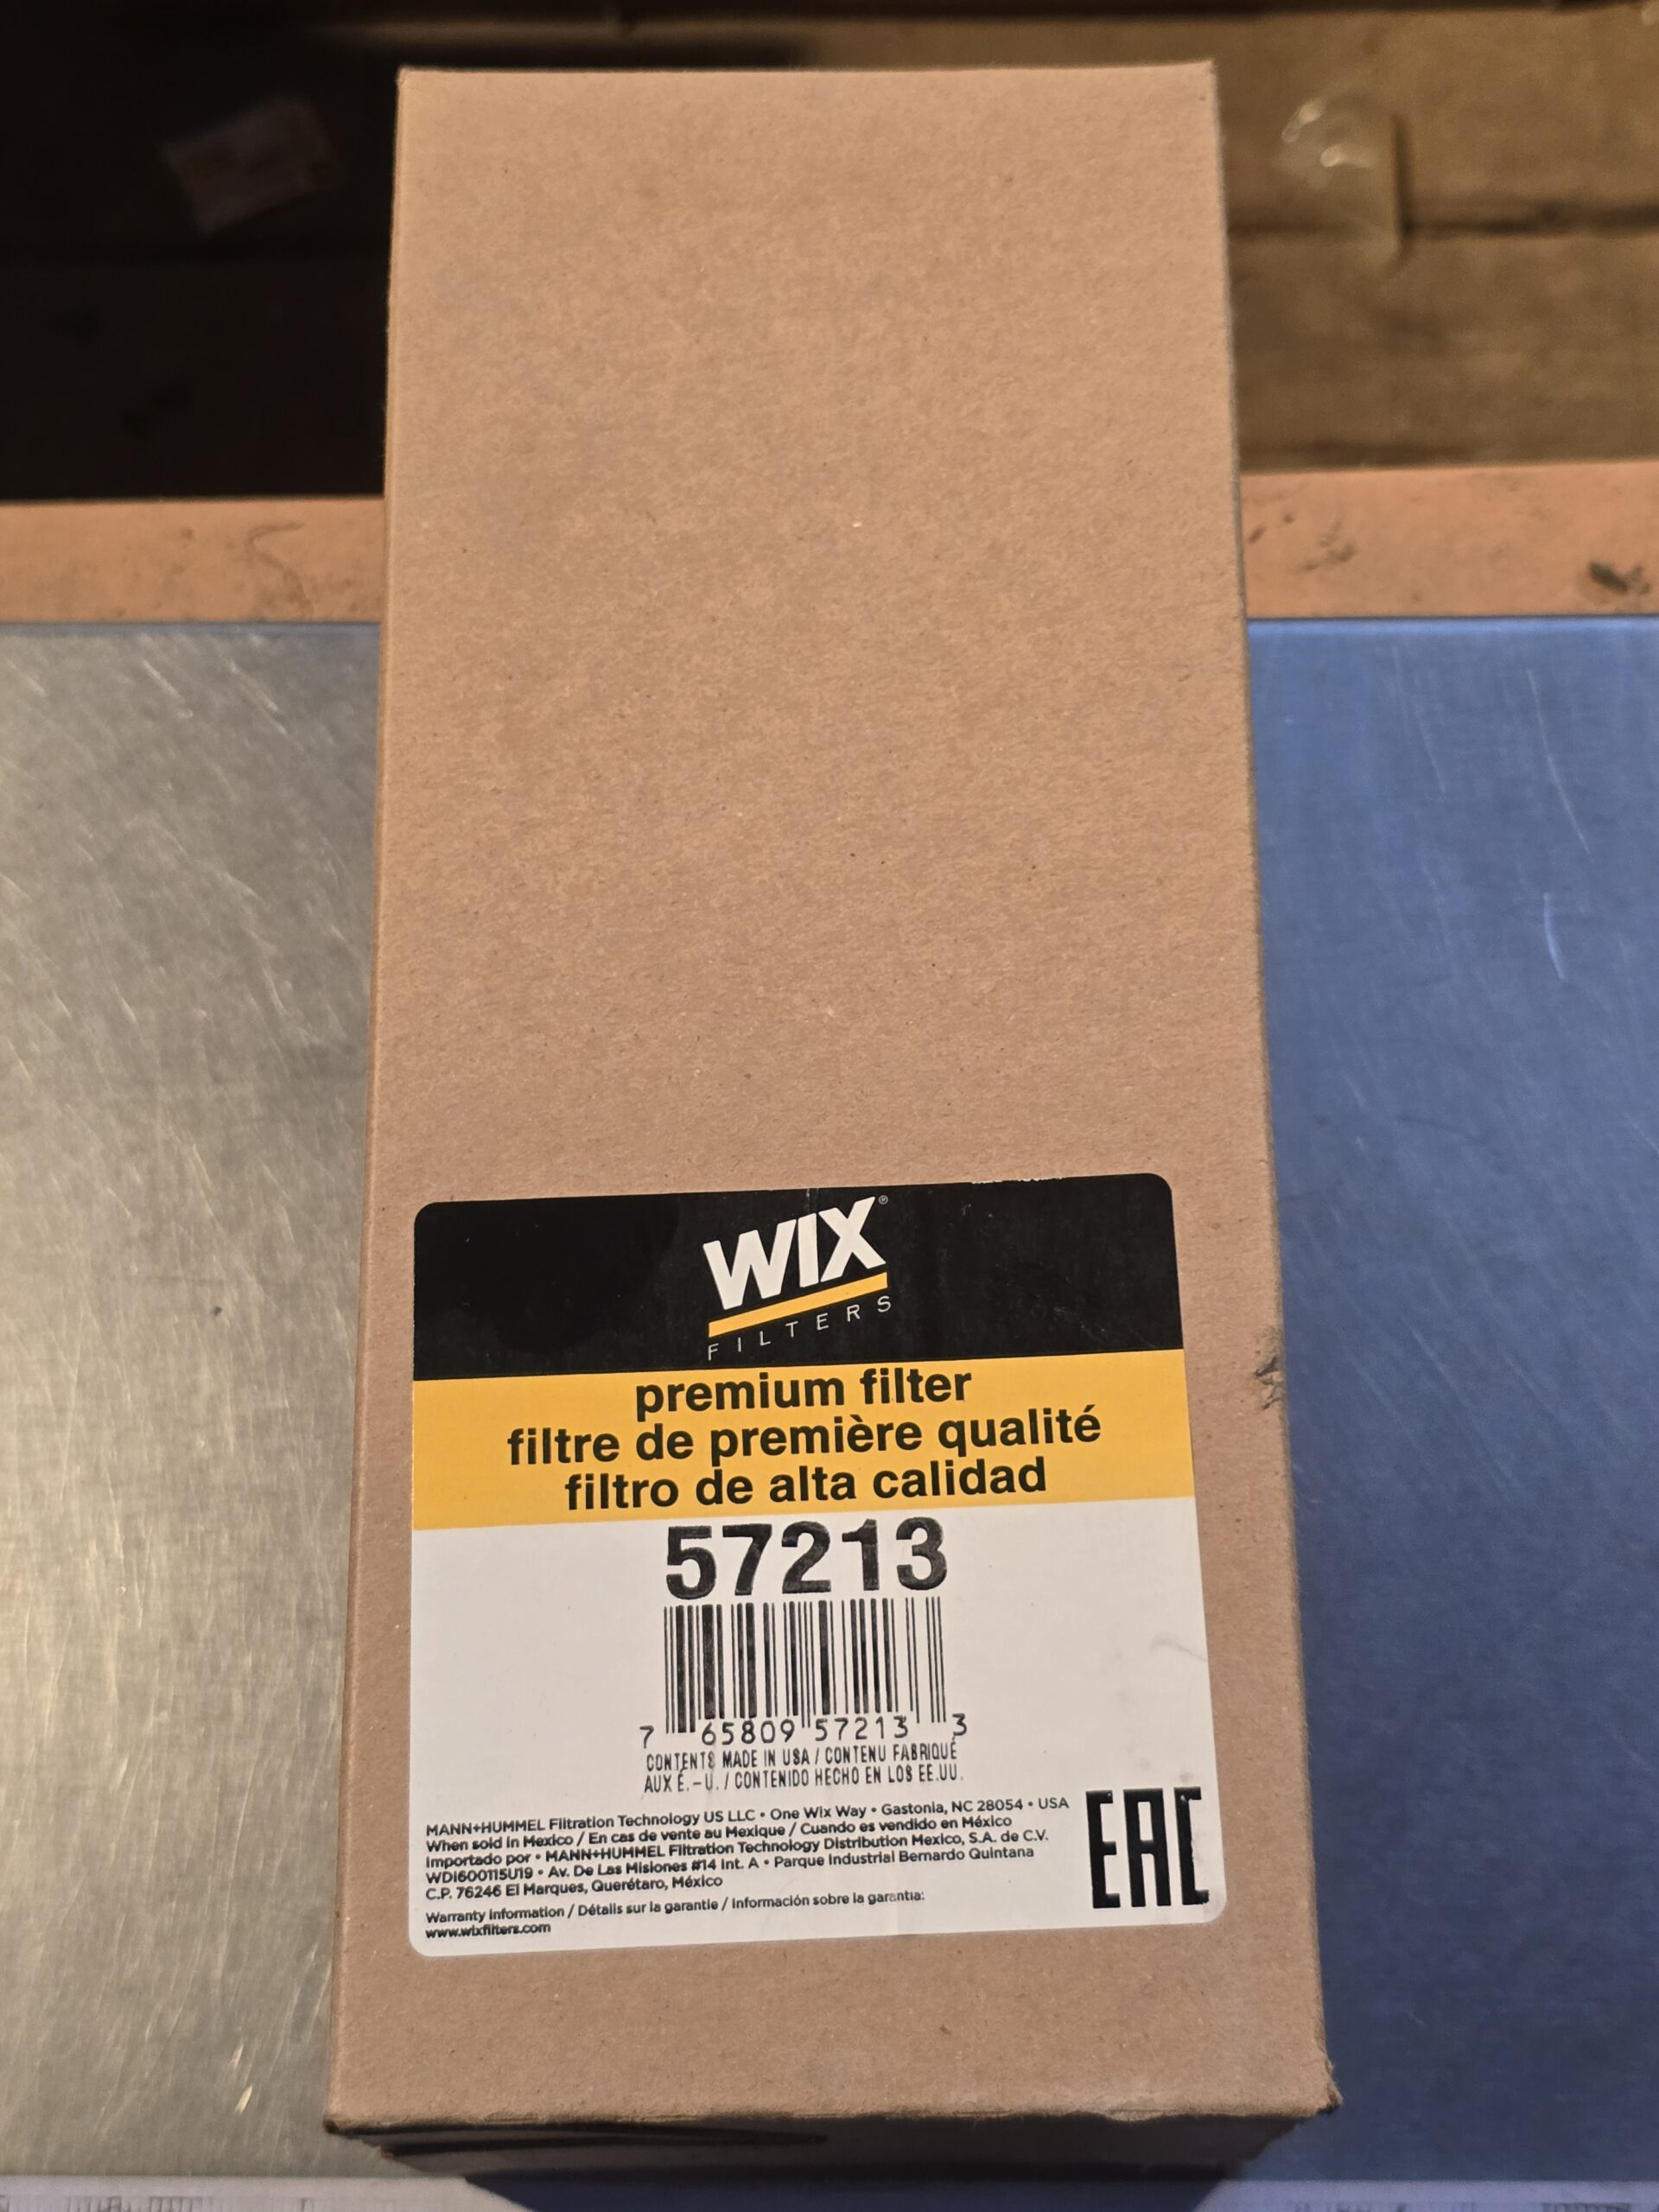 WIX®
FILTERS
premium filter
filtre de première qualité
filtro de alta calidad
57213
7 65809 57213 3
CONTENTS MADE IN USA / CONTENU FABRIQUÉ
AUX É.-U. / CONTENIDO HECHO EN LOS EE.UU.
MANN+HUMMEL Filtration Technology US LLC • One Wix Way • Gastonia, NC 28054 • USA
When sold in Mexico / En cas de vente au Mexique / Cuando es vendido en México
Importado por • MANN+HUMMEL Filtration Technology Distribution Mexico, S.A. de C.V.
WDI600115U19 • Av. De Las Misiones #14 Int. A • Parque Industrial Bernardo Quintana
C.P. 76246 El Marques, Querétaro, México
Warranty information / Détails sur la garantie / Información sobre la garantía:
www.wixfilters.com
EAC